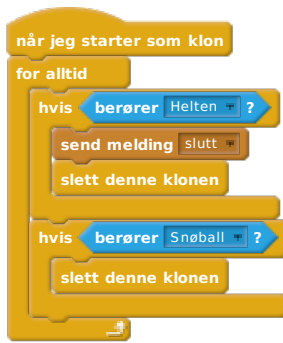 når jeg starter som klon
for alltid
hvis berører Helten ?
send melding slutt
slett denne klonen
hvis berører Snøball ?
slett denne klonen